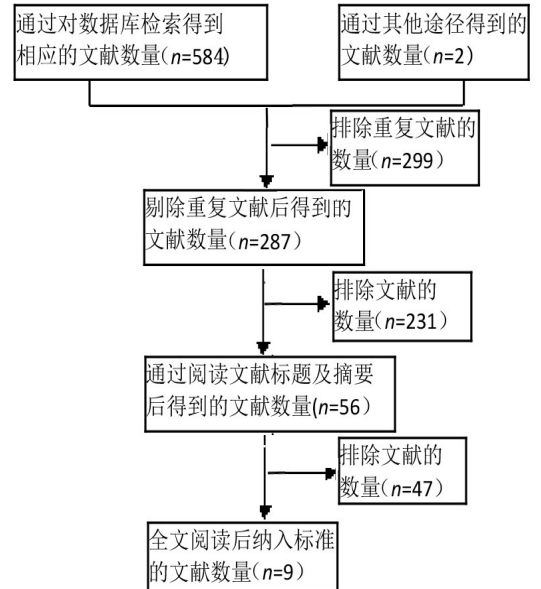 通过对数据库检索得到
相应的文献数量(n=584)
通过其他途径得到的
文献数量(n=2)
排除重复文献的
数量(n=299)
剔除重复文献后得到的
文献数量(n=287)
排除文献的
数量(n=231)
通过阅读文献标题及摘要
后得到的文献数量(n=56)
排除文献的
数量(n=47)
全文阅读后纳入标准
的文献数量(n=9)